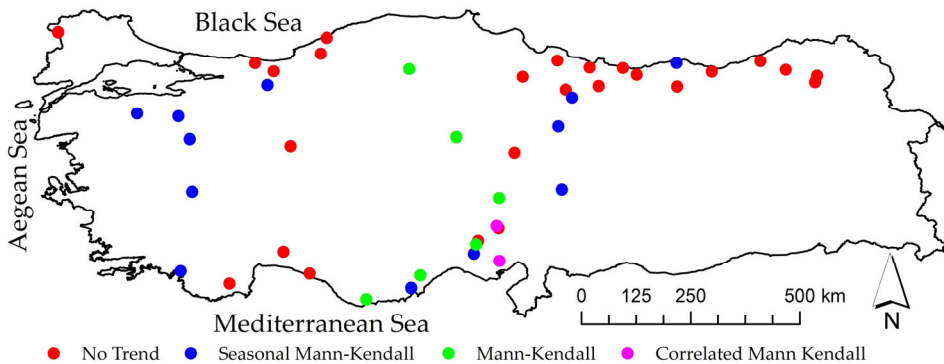 Black Sea
Aegean Sea
Mediterranean Sea
0 125 250 500 km
N
No Trend Seasonal Mann-Kendall Mann-Kendall Correlated Mann Kendall